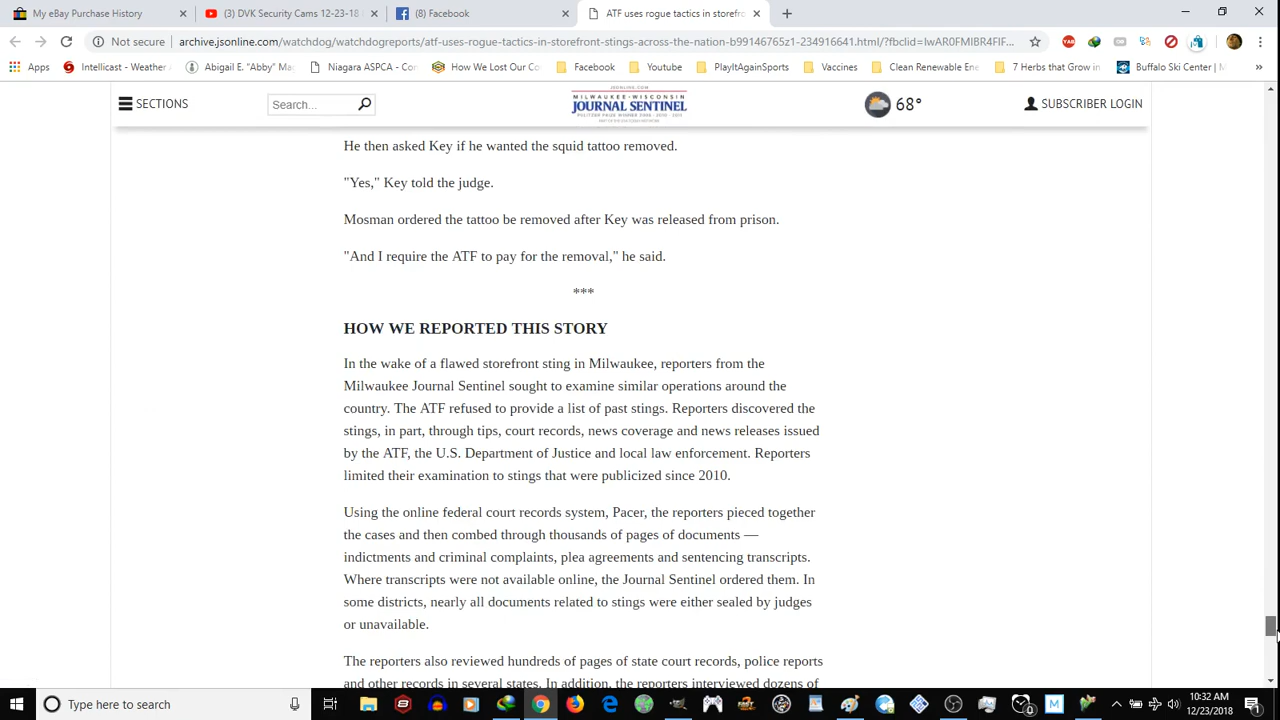 My eBay Purchase History
(3) DVK Security Cams 12-23-18
(8) Facebook
ATF uses rogue tactics in storefro
Not secure
archive.jsonline.com/watchdog/watchdogreports/atf-uses-rogue-tactics-in-storefront-stings-across-the-nation-b99146765z1-234916641.html/?fbclid=IwAR0FMIBR4FIF...
Apps
Intellicast - Weather
Abigail E. "Abby" Ma
Niagara ASPCA - Con
How We Lost Our Co
Facebook
Youtube
PlayItAgainSports
Vaccines
Clean Renewable Ene
7 Herbs that Grow in
Buffalo Ski Center | M
»
SECTIONS
Search...
JSONLINE.COM
MILWAUKEE·WISCONSIN
JOURNAL SENTINEL
68°
SUBSCRIBER LOGIN
He then asked Key if he wanted the squid tattoo removed.
"Yes," Key told the judge.
Mosman ordered the tattoo be removed after Key was released from prison.
"And I require the ATF to pay for the removal," he said.
***
HOW WE REPORTED THIS STORY
In the wake of a flawed storefront sting in Milwaukee, reporters from the
Milwaukee Journal Sentinel sought to examine similar operations around the
country. The ATF refused to provide a list of past stings. Reporters discovered the
stings, in part, through tips, court records, news coverage and news releases issued
by the ATF, the U.S. Department of Justice and local law enforcement. Reporters
limited their examination to stings that were publicized since 2010.
Using the online federal court records system, Pacer, the reporters pieced together
the cases and then combed through thousands of pages of documents —
indictments and criminal complaints, plea agreements and sentencing transcripts.
Where transcripts were not available online, the Journal Sentinel ordered them. In
some districts, nearly all documents related to stings were either sealed by judges
or unavailable.
The reporters also reviewed hundreds of pages of state court records, police reports
and other records in several states. In addition, the reporters interviewed dozens of
Type here to search
10:32 AM
12/23/2018